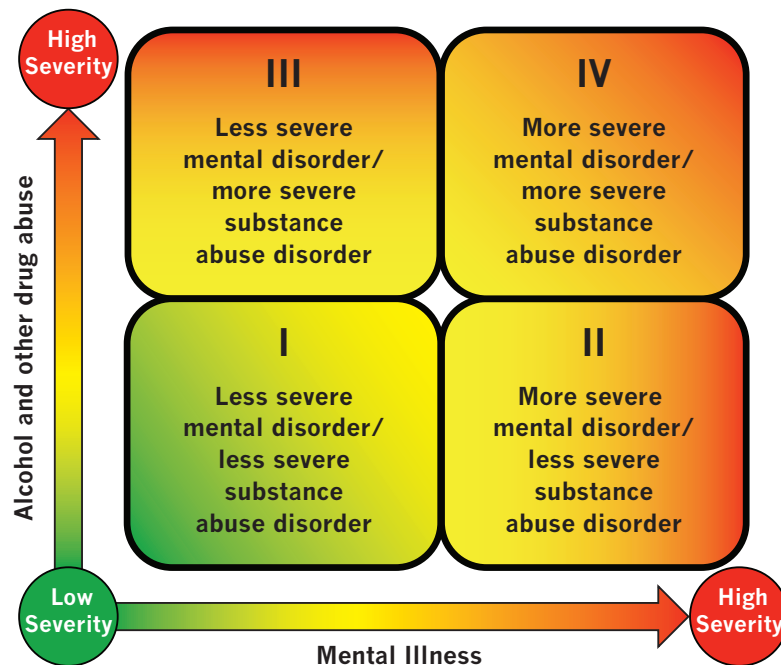 High
Severity
III
Less severe
mental disorder/
more severe
substance
abuse disorder
IV
More severe
mental disorder/
more severe
substance
abuse disorder
Alcohol and other drug abuse
I
Less severe
mental disorder/
less severe
substance
abuse disorder
II
More severe
mental disorder/
less severe
substance
abuse disorder
Low
Severity
High
Severity
Mental Illness